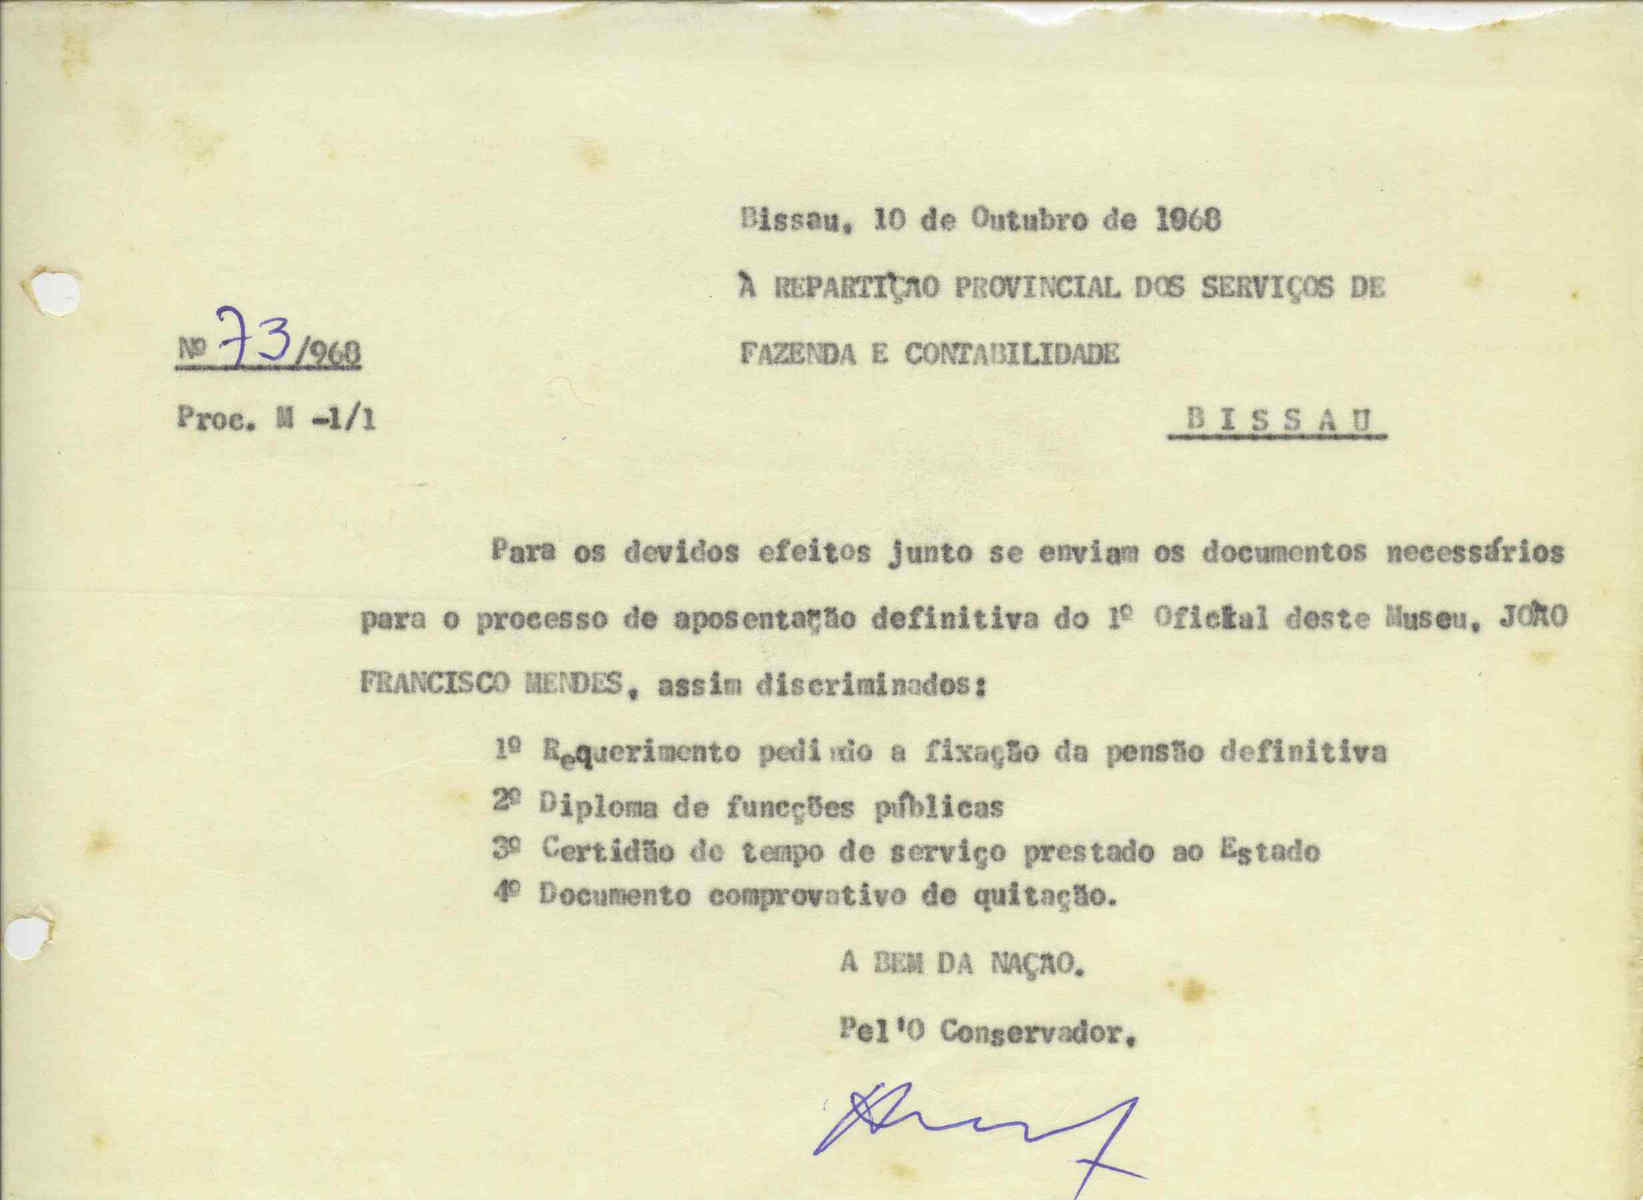 Bissau, 10 de Outubro de 1968
À REPARTIÇÃO PROVINCIAL DOS SERVIÇOS DE
Nº 73/968
FAZENDA E CONTABILIDADE
Proc. M -1/1
B I S S A U
Para os devidos efeitos junto se enviam os documentos necessários
para o processo de aposentação definitiva do 1º Oficial deste Museu, JOÃO
FRANCISCO MENDES, assim discriminados:
1º Requerimento pedindo a fixação da pensão definitiva
2º Diploma de funcções públicas
3º Certidão de tempo de serviço prestado ao Estado
4º Documento comprovativo de quitação.
A BEM DA NAÇÃO.
Pel'O Conservador,